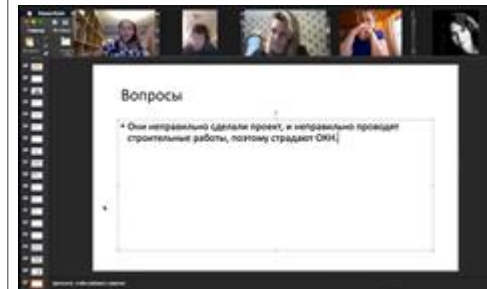 Вопросы
• Они неправильно сделали проект, и неправильно проводят
строительные работы, поэтому страдают ОКН.